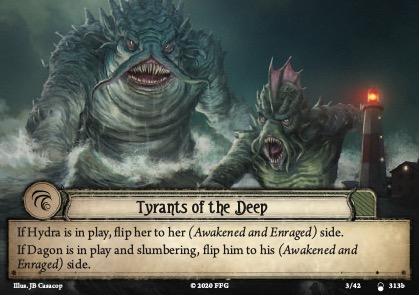 Tyrants of the Deep
If Hydra is in play, flip her to her (Awakened and Enraged) side.
If Dagon is in play and slumbering, flip him to his (Awakened and
Enraged) side.
Illus. JB Casacop © 2020 FFG 3/42 313b